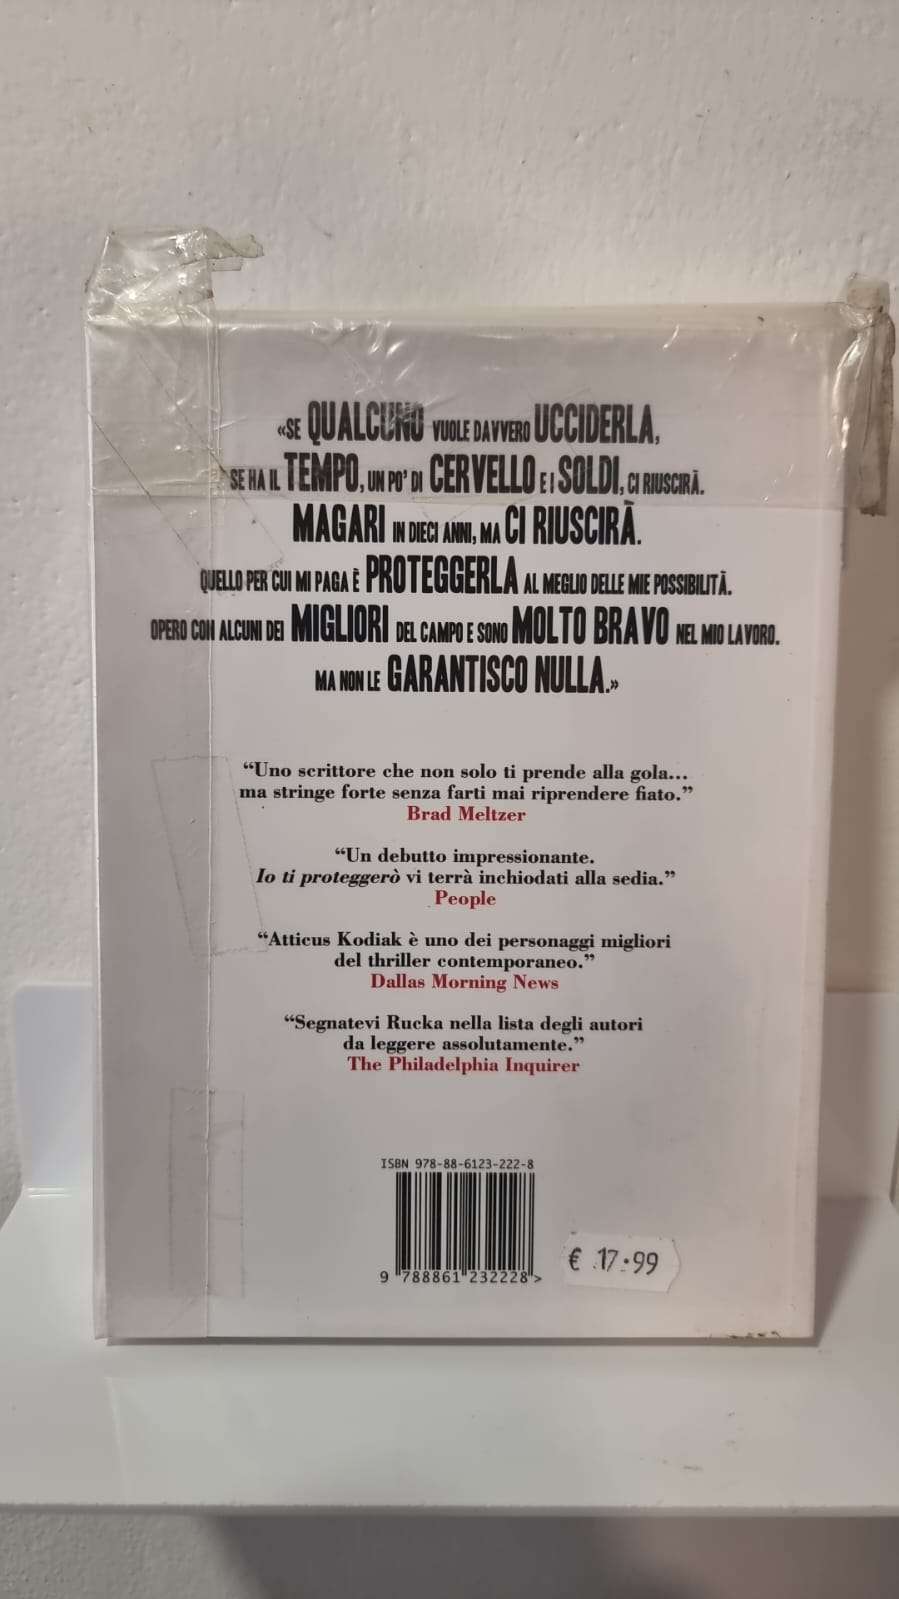 «SE QUALCUNO VUOLE DAVVERO UCCIDERLA,
SE HA IL TEMPO, UN PO' DI CERVELLO E I SOLDI, CI RIUSCIRÀ.
MAGARI IN DIECI ANNI, MA CI RIUSCIRÀ.
QUELLO PER CUI MI PAGA È PROTEGGERLA AL MEGLIO DELLE MIE POSSIBILITÀ.
OPERO CON ALCUNI DEI MIGLIORI DEL CAMPO E SONO MOLTO BRAVO NEL MIO LAVORO.
MA NON LE GARANTISCO NULLA.»
“Uno scrittore che non solo ti prende alla gola...
ma stringe forte senza farti mai riprendere fiato.”
Brad Meltzer
“Un debutto impressionante.
Io ti proteggerò vi terrà inchiodati alla sedia.”
People
“Atticus Kodiak è uno dei personaggi migliori
del thriller contemporaneo.”
Dallas Morning News
“Segnatevi Rucka nella lista degli autori
da leggere assolutamente.”
The Philadelphia Inquirer
ISBN 978-88-6123-222-8
9 788861 232228>
€ 17.99